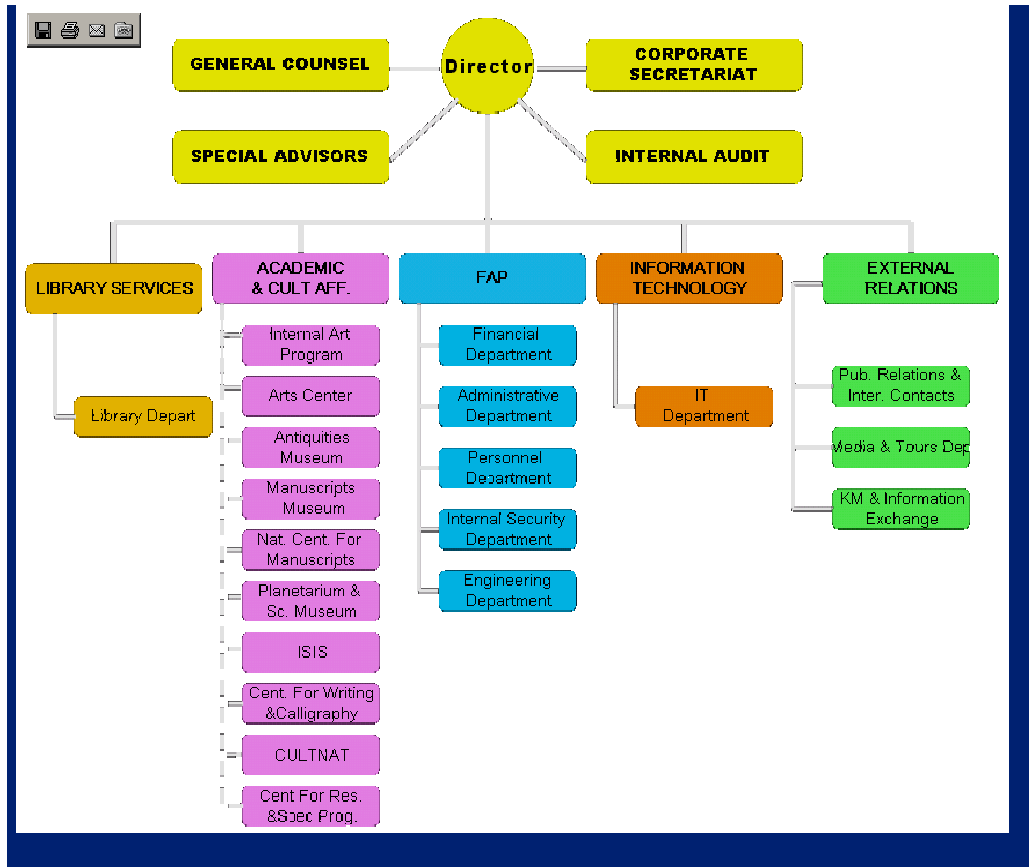 GENERAL COUNSEL
Director
CORPORATE
SECRETARIAT
SPECIAL ADVISORS
INTERNAL AUDIT
LIBRARY SERVICES
Library Depart
ACADEMIC
& CULT AFF.
Internal Art
Program
Arts Center
Antiquities
Museum
Manuscripts
Museum
Nat. Cent. For
Manuscripts
Planetarium &
Sc. Museum
ISIS
Cent. For Writing
&Calligraphy
CULTNAT
Cent For Res.
&Spec Prog.
FAP
Financial
Department
Administrative
Department
Personnel
Department
Internal Security
Department
Engineering
Department
INFORMATION
TECHNOLOGY
IT
Department
EXTERNAL
RELATIONS
Pub. Relations &
Inter. Contacts
Media & Tours Dep
KM & Information
Exchange